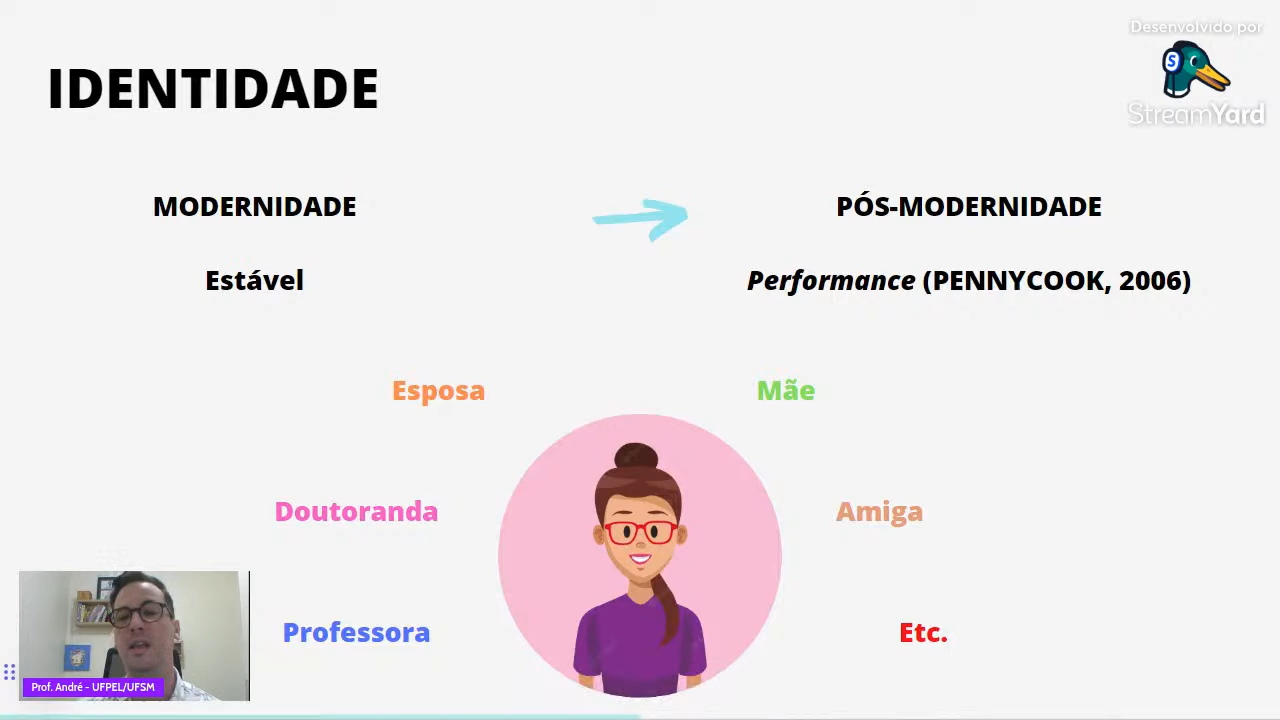 Desenvolvido por
S
StreamYard
IDENTIDADE
MODERNIDADE
PÓS-MODERNIDADE
Estável
Performance (PENNYCOOK, 2006)
Esposa
Mãe
Doutoranda
Amiga
Professora
Etc.
Prof. André - UFPEL/UFSM